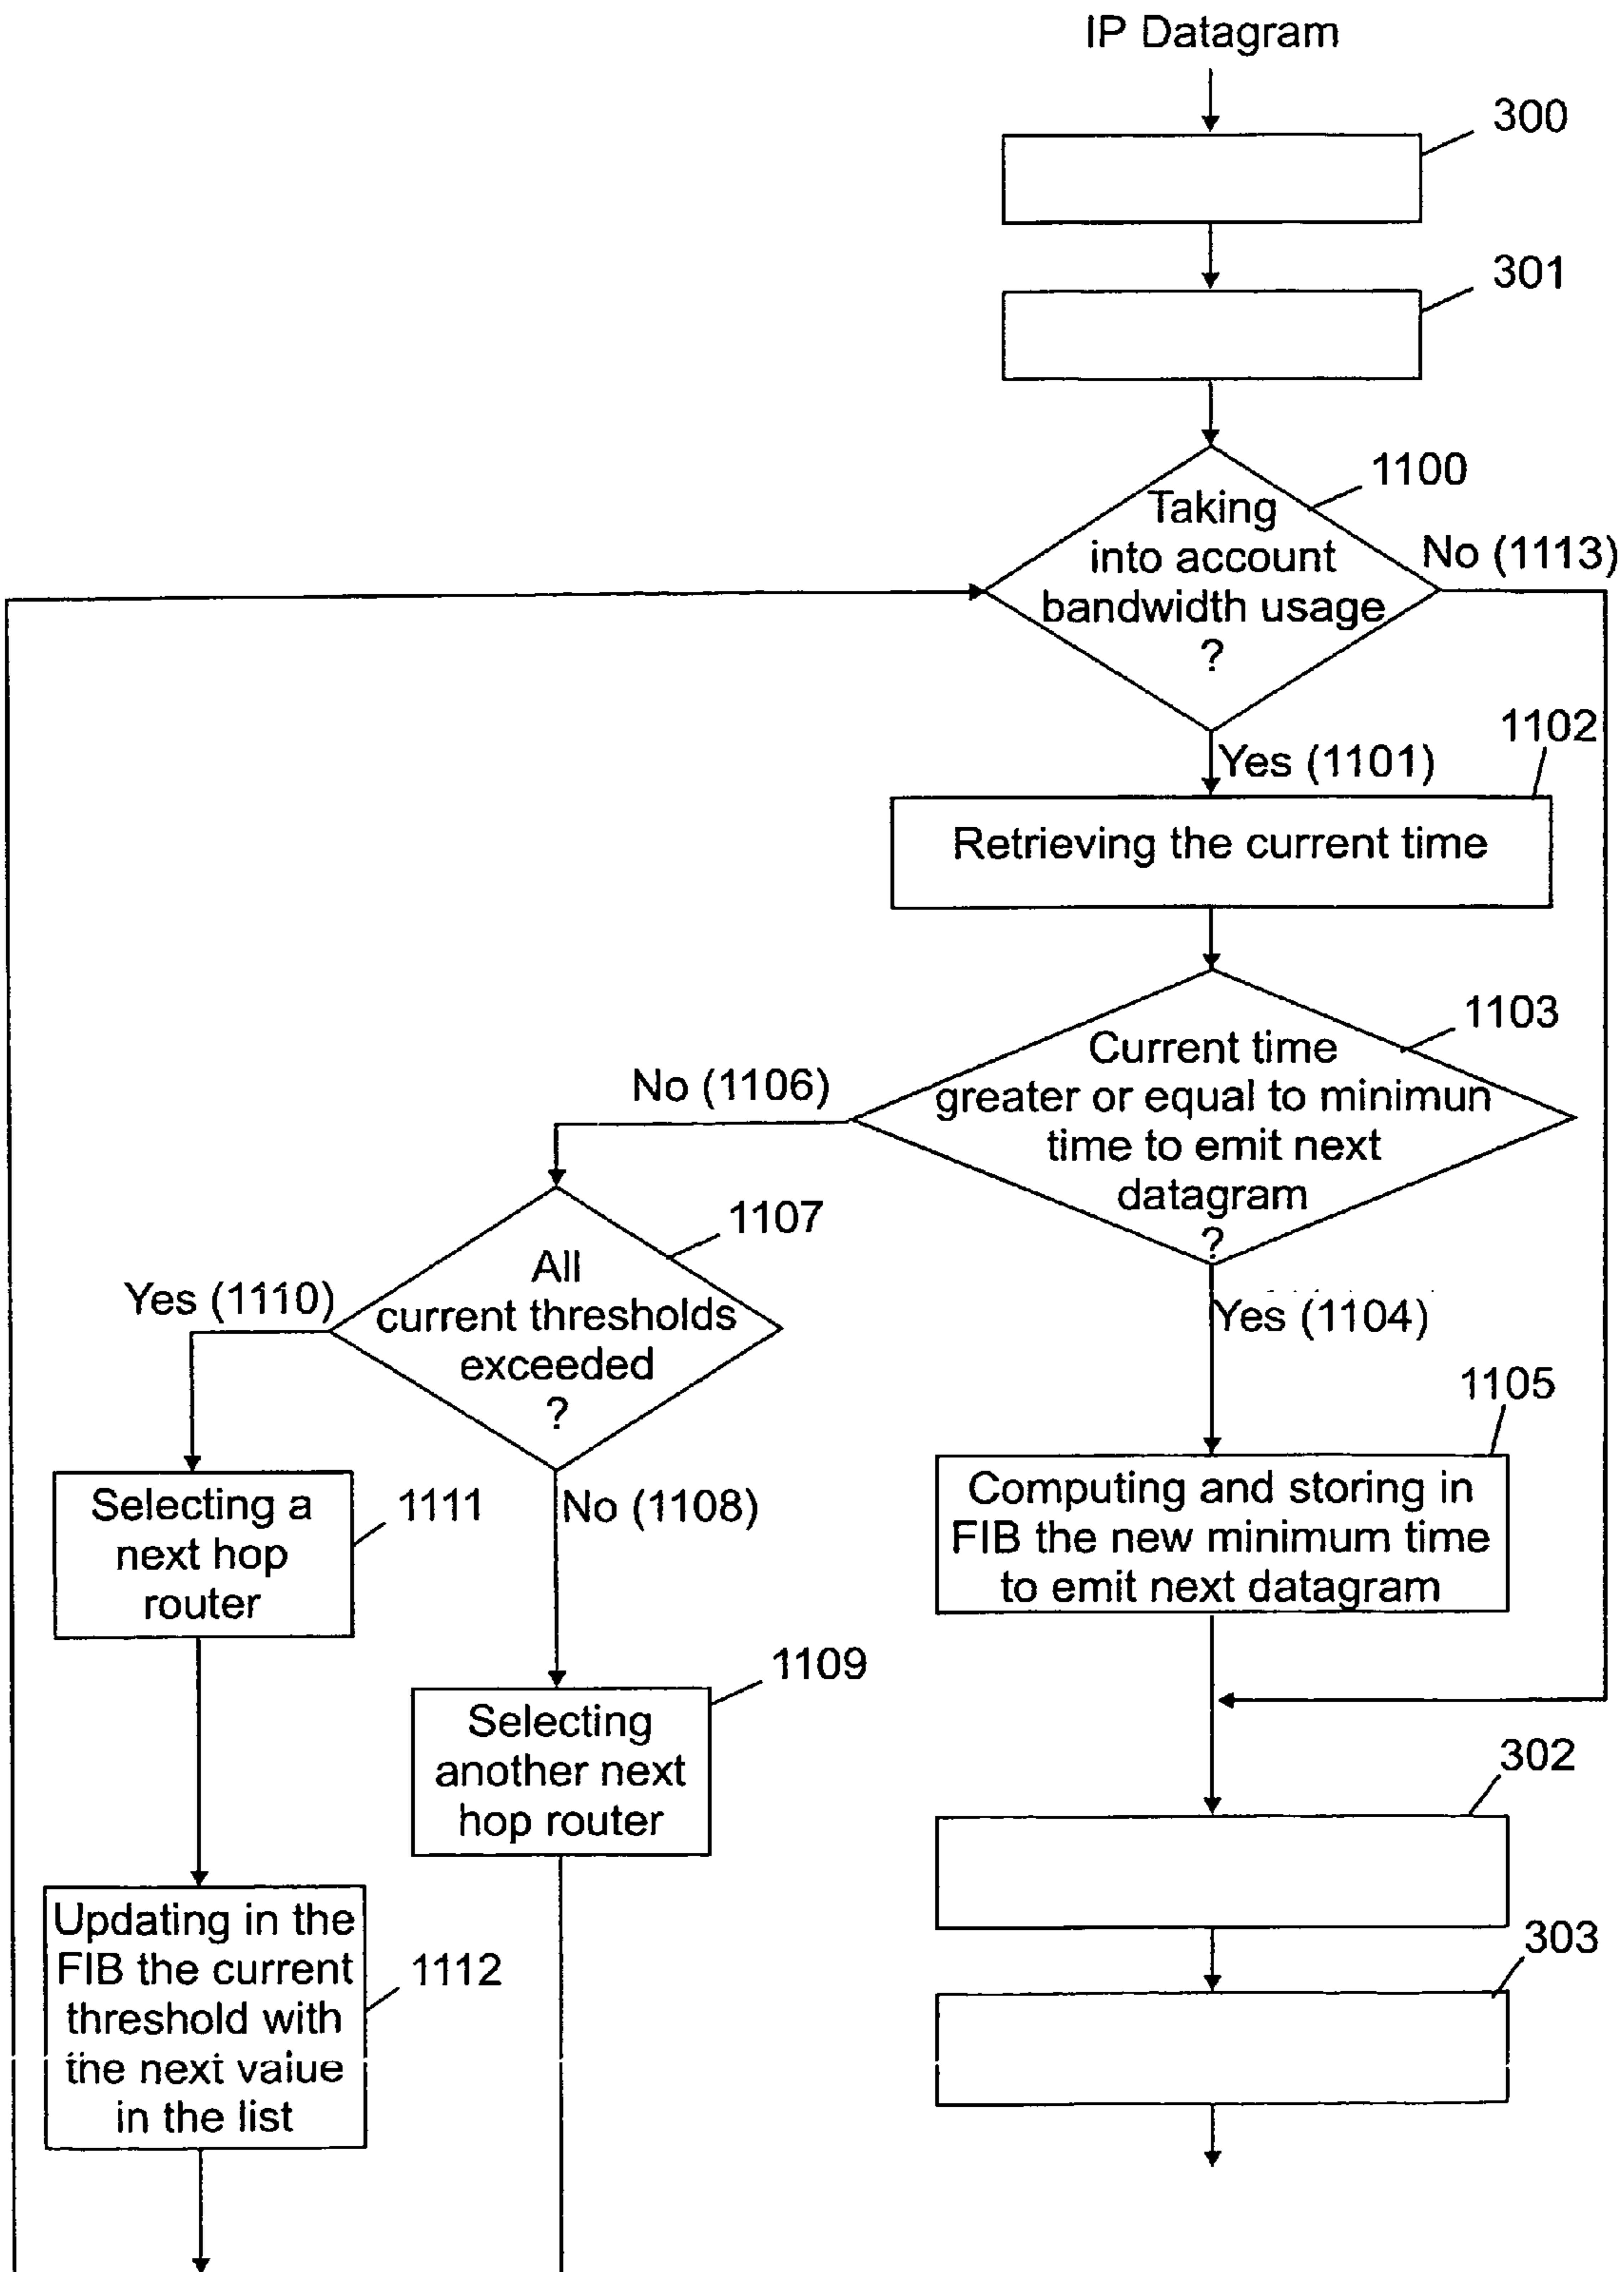 IP Datagram
300
301
1100
Taking
into account
bandwidth usage
?
No (1113)
Yes (1101)
1102
Retrieving the current time
1103
Current time
greater or equal to minimun
time to emit next
datagram
?
No (1106)
1107
All
current thresholds
exceeded
?
Yes (1110)
Yes (1104)
1105
Computing and storing in
FIB the new minimum time
to emit next datagram
Selecting a
next hop
router
1111
No (1108)
1109
Selecting
another next
hop router
302
Updating in the
FIB the current
threshold with
the next value
in the list
1112
303